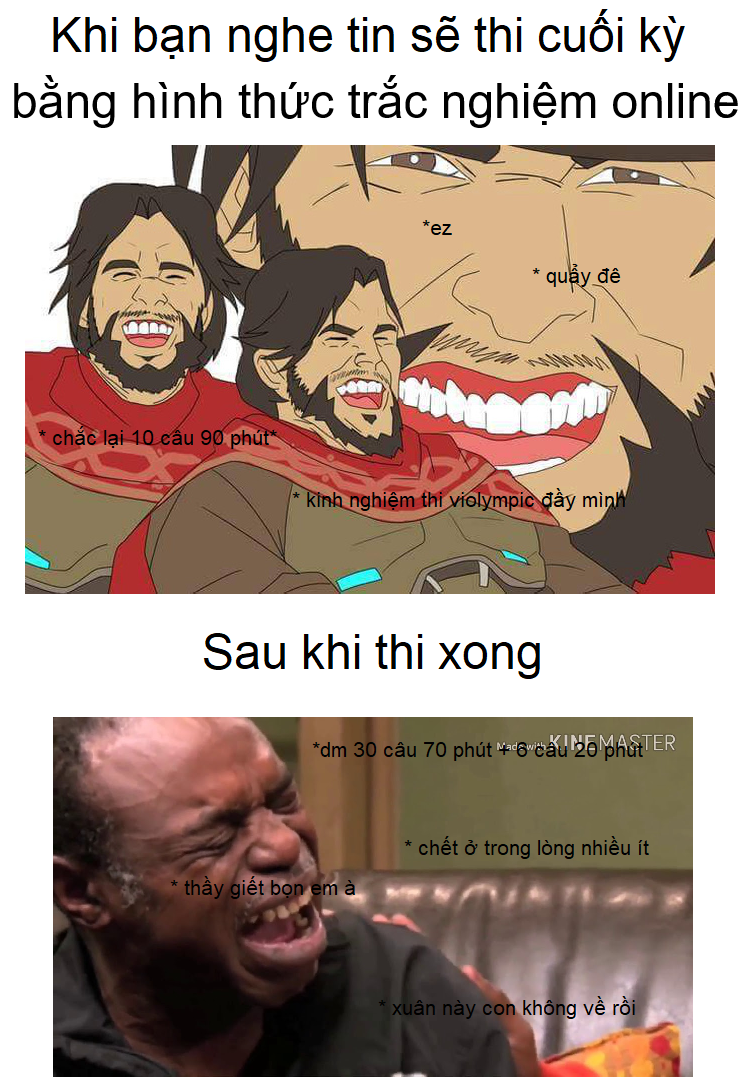 Khi bạn nghe tin sẽ thi cuối kỳ
bằng hình thức trắc nghiệm online
*ez
* quẩy đê
* chắc lại 10 câu 90 phút*
* kinh nghiệm thi violympic đầy mình
Sau khi thi xong
Made with KINEMASTER
*dm 30 câu 70 phút + 6 câu 20 phút
* chết ở trong lòng nhiều ít
* thầy giết bọn em à
* xuân này con không về rồi